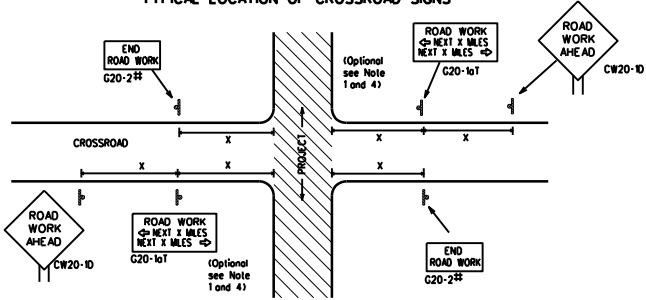 TYPICAL LOCATION OF CROSSROAD SIGNS
END
ROAD WORK
G20-2#
(Optional
see Note
1 and 4)
ROAD WORK
⇦ NEXT X MILES
NEXT X MILES ⇨
G20-1aT
ROAD
WORK
AHEAD
CW20-1D
X
X
X
CROSSROAD
PROJECT
X
X
X
ROAD
WORK
AHEAD
CW20-1D
ROAD WORK
⇦ NEXT X MILES
NEXT X MILES ⇨
G20-1aT
(Optional
see Note
1 and 4)
END
ROAD WORK
G20-2#